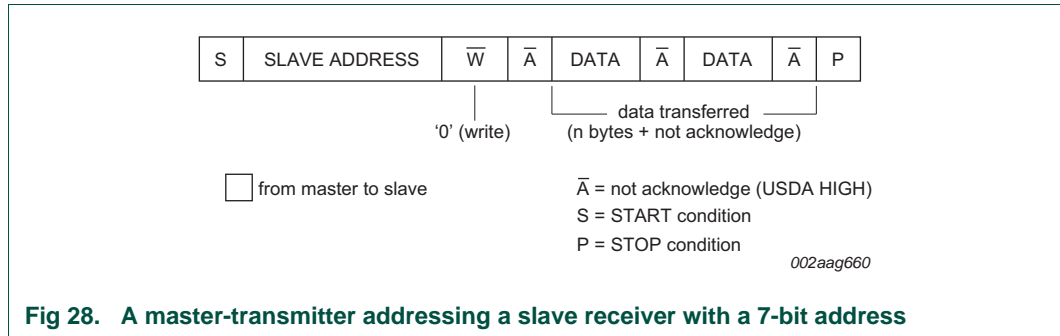 S SLAVE ADDRESS W̅ A̅ DATA A̅ DATA A̅ P
data transferred
'0' (write) (n bytes + not acknowledge)
from master to slave
A̅ = not acknowledge (USDA HIGH)
S = START condition
P = STOP condition
002aag660
Fig 28. A master-transmitter addressing a slave receiver with a 7-bit address